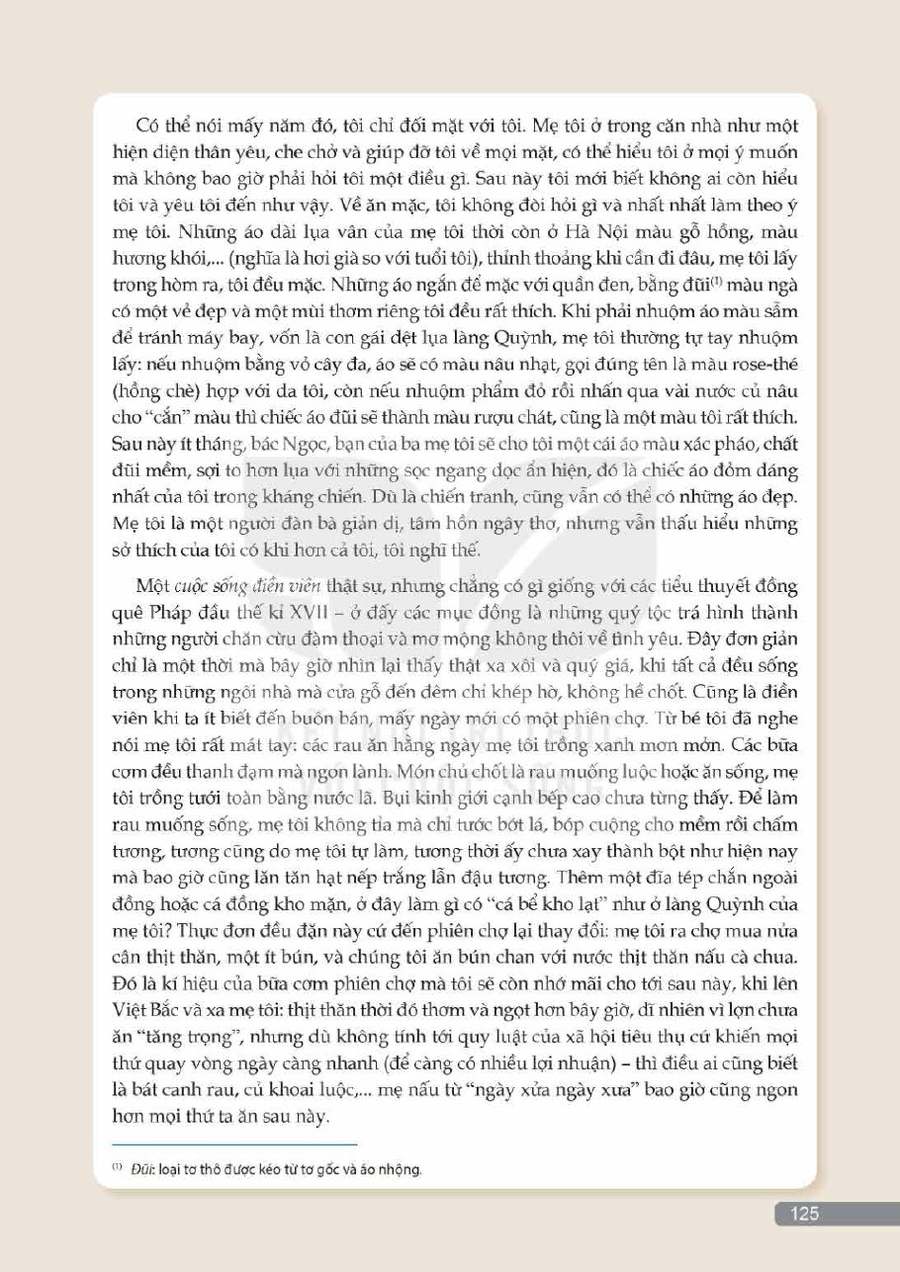 Có thể nói mấy năm đó, tôi chỉ đối mặt với tôi. Mẹ tôi ở trong căn nhà như một
hiện diện thân yêu, che chở và giúp đỡ tôi về mọi mặt, có thể hiểu tôi ở mọi ý muốn
mà không bao giờ phải hỏi tôi một điều gì. Sau này tôi mới biết không ai còn hiểu
tôi và yêu tôi đến như vậy. Về ăn mặc, tôi không đòi hỏi gì và nhất nhất làm theo ý
mẹ tôi. Những áo dài lụa vân của mẹ tôi thời còn ở Hà Nội màu gỗ hồng, màu
hương khói,... (nghĩa là hơi già so với tuổi tôi), thỉnh thoảng khi cần đi đâu, mẹ tôi lấy
trong hòm ra, tôi đều mặc. Những áo ngắn để mặc với quần đen, bằng đũi(1) màu ngà
có một vẻ đẹp và một mùi thơm riêng tôi đều rất thích. Khi phải nhuộm áo màu sẫm
để tránh máy bay, vốn là con gái dệt lụa làng Quỳnh, mẹ tôi thường tự tay nhuộm
lấy: nếu nhuộm bằng vỏ cây đa, áo sẽ có màu nâu nhạt, gọi đúng tên là màu rose-thé
(hồng chè) hợp với da tôi, còn nếu nhuộm phẩm đỏ rồi nhấn qua vài nước củ nâu
cho “cắn” màu thì chiếc áo đũi sẽ thành màu rượu chát, cũng là một màu tôi rất thích.
Sau này ít tháng, bác Ngọc, bạn của ba mẹ tôi sẽ cho tôi một cái áo màu xác pháo, chất
đũi mềm, sợi to hơn lụa với những sọc ngang dọc ẩn hiện, đó là chiếc áo đỏm dáng
nhất của tôi trong kháng chiến. Dù là chiến tranh, cũng vẫn có thể có những áo đẹp.
Mẹ tôi là một người đàn bà giản dị, tâm hồn ngây thơ, nhưng vẫn thấu hiểu những
sở thích của tôi có khi hơn cả tôi, tôi nghĩ thế.
Một cuộc sống điền viên thật sự, nhưng chẳng có gì giống với các tiểu thuyết đồng
quê Pháp đầu thế kỉ XVII – ở đấy các mục đồng là những quý tộc trá hình thành
những người chăn cừu đàm thoại và mơ mộng không thôi về tình yêu. Đây đơn giản
chỉ là một thời mà bây giờ nhìn lại thấy thật xa xôi và quý giá, khi tất cả đều sống
trong những ngôi nhà mà cửa gỗ đến đêm chỉ khép hờ, không hề chốt. Cũng là điền
viên khi ta ít biết đến buôn bán, mấy ngày mới có một phiên chợ. Từ bé tôi đã nghe
nói mẹ tôi rất mát tay: các rau ăn hằng ngày mẹ tôi trồng xanh mơn mởn. Các bữa
cơm đều thanh đạm mà ngon lành. Món chủ chốt là rau muống luộc hoặc ăn sống, mẹ
tôi trồng tưới toàn bằng nước lã. Bụi kinh giới cạnh bếp cao chưa từng thấy. Để làm
rau muống sống, mẹ tôi không tỉa mà chỉ tước bớt lá, bóp cuộng cho mềm rồi chấm
tương, tương cũng do mẹ tôi tự làm, tương thời ấy chưa xay thành bột như hiện nay
mà bao giờ cũng lăn tăn hạt nếp trắng lẫn đậu tương. Thêm một đĩa tép chắn ngoài
đồng hoặc cá đồng kho mặn, ở đây làm gì có “cá bể kho lạt” như ở làng Quỳnh của
mẹ tôi? Thực đơn đều đặn này cứ đến phiên chợ lại thay đổi: mẹ tôi ra chợ mua nửa
cân thịt thăn, một ít bún, và chúng tôi ăn bún chan với nước thịt thăn nấu cà chua.
Đó là kí hiệu của bữa cơm phiên chợ mà tôi sẽ còn nhớ mãi cho tới sau này, khi lên
Việt Bắc và xa mẹ tôi: thịt thăn thời đó thơm và ngọt hơn bây giờ, dĩ nhiên vì lợn chưa
ăn “tăng trọng”, nhưng dù không tính tới quy luật của xã hội tiêu thụ cứ khiến mọi
thứ quay vòng ngày càng nhanh (để càng có nhiều lợi nhuận) – thì điều ai cũng biết
là bát canh rau, củ khoai luộc,... mẹ nấu từ “ngày xửa ngày xưa” bao giờ cũng ngon
hơn mọi thứ ta ăn sau này.
(1) Đũi: loại tơ thô được kéo từ tơ gốc và áo nhộng.
125
KẾT NỐI TRI THỨC
VỚI CUỘC SỐNG